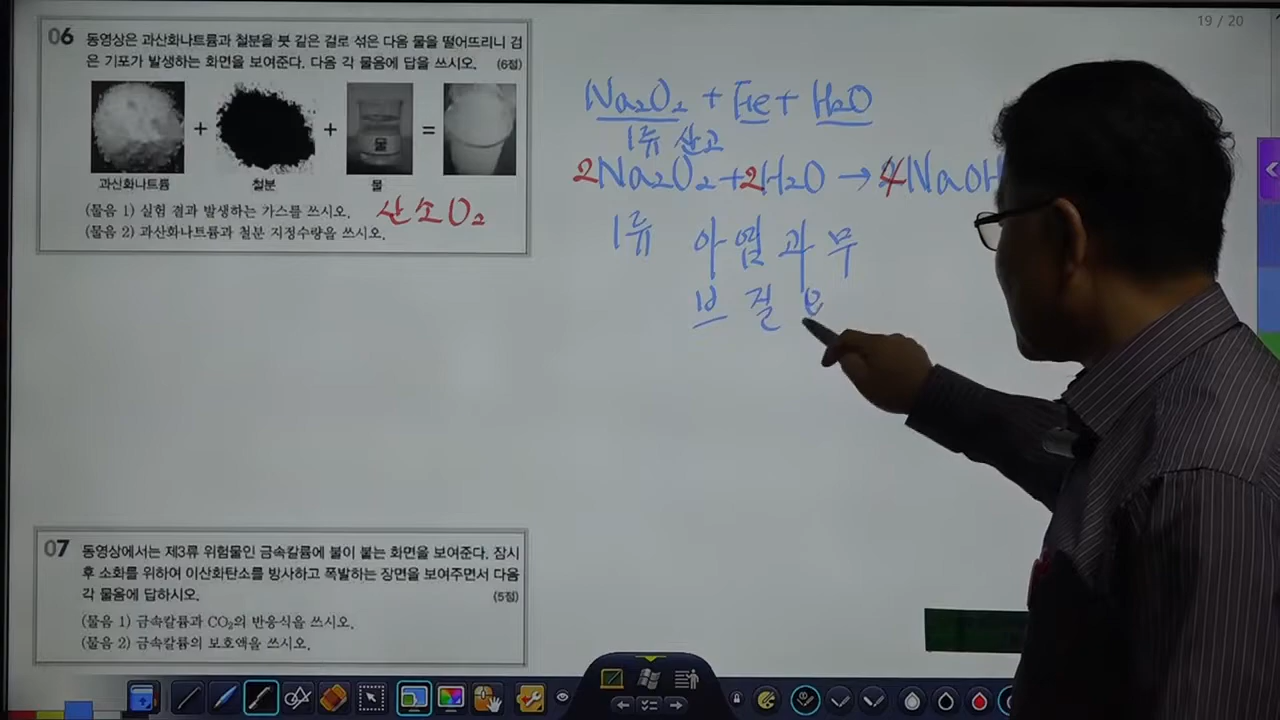 19 / 20
06 동영상은 과산화나트륨과 철분을 붓 같은 걸로 섞은 다음 물을 떨어뜨리니 검
은 기포가 발생하는 화면을 보여준다. 다음 각 물음에 답을 쓰시오. (6점)
+ + 물 =
과산화나트륨 철분 물
(물음 1) 실험 결과 발생하는 가스를 쓰시오. 산소 O₂
(물음 2) 과산화나트륨과 철분 지정수량을 쓰시오.
Na₂O₂ + Fe + H₂O
1류 산고
2Na₂O₂ + 2H₂O → 4NaOH
1류 아염과무
브질
07 동영상에서는 제3류 위험물인 금속칼륨에 불이 붙는 화면을 보여준다. 잠시
후 소화를 위하여 이산화탄소를 방사하고 폭발하는 장면을 보여주면서 다음
각 물음에 답하시오. (5점)
(물음 1) 금속칼륨과 CO₂의 반응식을 쓰시오.
(물음 2) 금속칼륨의 보호액을 쓰시오.